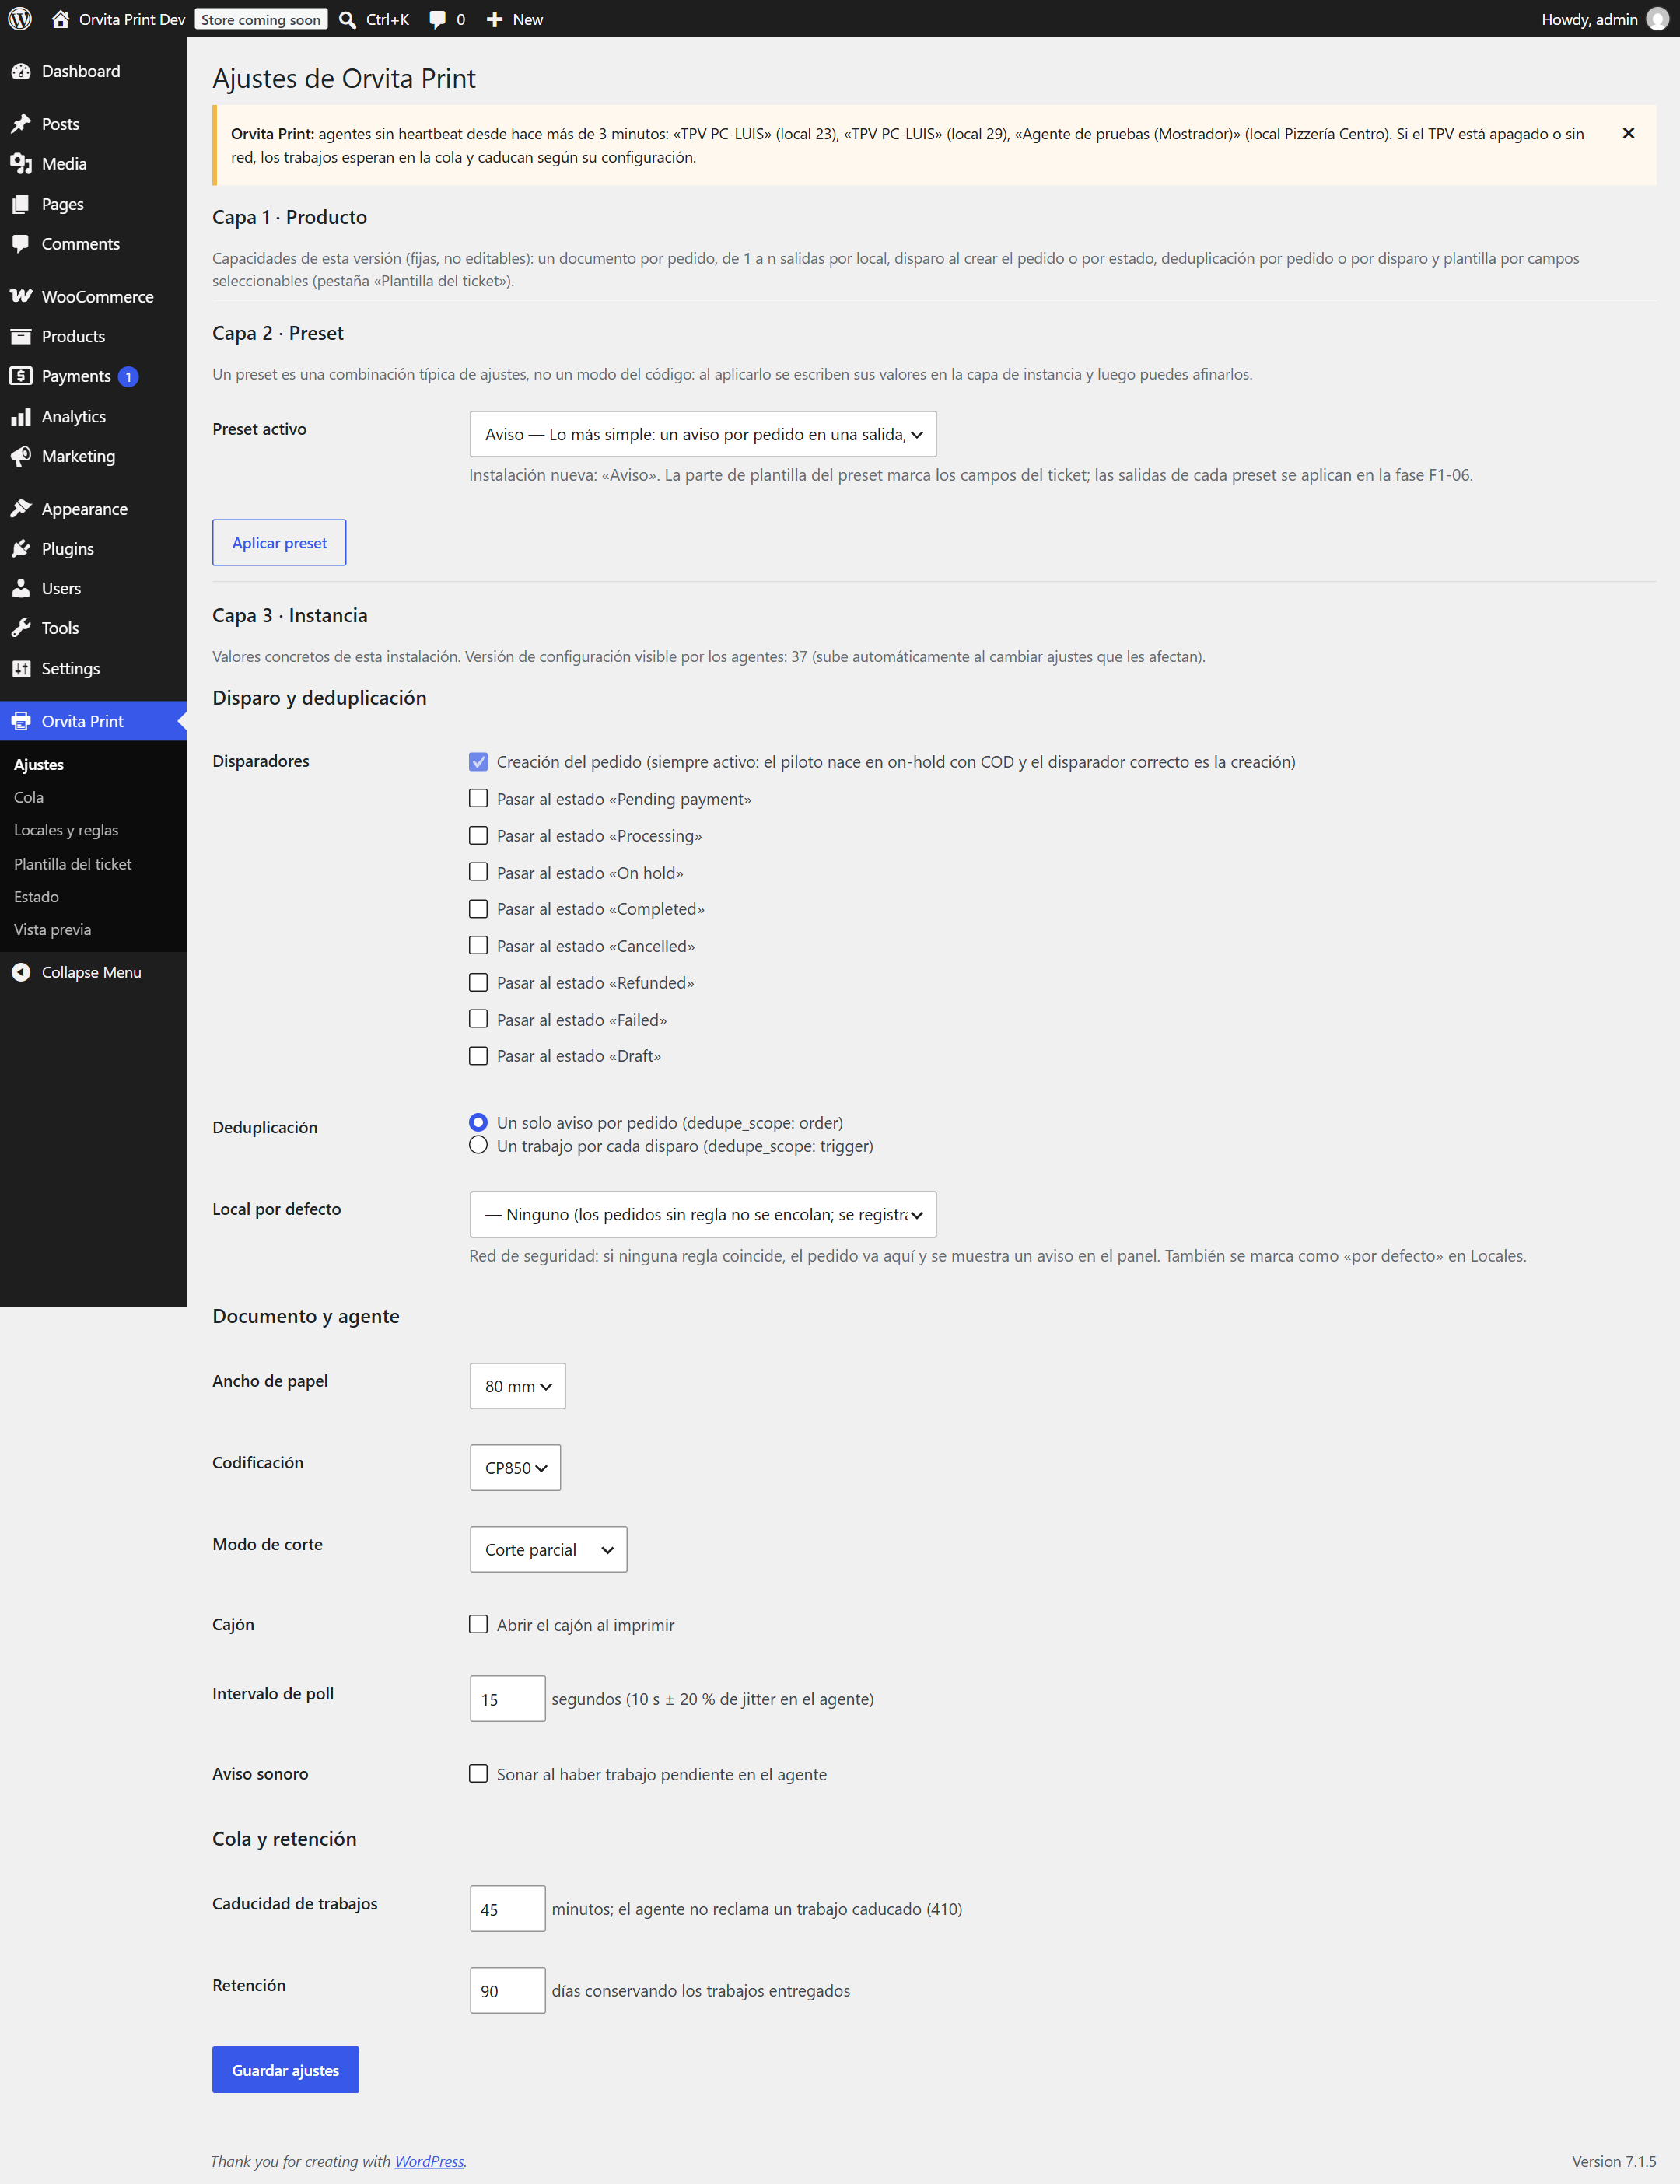 Orvita Print Dev
Store coming soon
Ctrl+K
0
New
Howdy, admin
Dashboard
Posts
Media
Pages
Comments
WooCommerce
Products
Payments 1
Analytics
Marketing
Appearance
Plugins
Users
Tools
Settings
Orvita Print
Ajustes
Cola
Locales y reglas
Plantilla del ticket
Estado
Vista previa
Collapse Menu
Ajustes de Orvita Print
Orvita Print: agentes sin heartbeat desde hace más de 3 minutos: «TPV PC-LUIS» (local 23), «TPV PC-LUIS» (local 29), «Agente de pruebas (Mostrador)» (local Pizzería Centro). Si el TPV está apagado o sin
red, los trabajos esperan en la cola y caducan según su configuración.
Capa 1 · Producto
Capacidades de esta versión (fijas, no editables): un documento por pedido, de 1 a n salidas por local, disparo al crear el pedido o por estado, deduplicación por pedido o por disparo y plantilla por campos
seleccionables (pestaña «Plantilla del ticket»).
Capa 2 · Preset
Un preset es una combinación típica de ajustes, no un modo del código: al aplicarlo se escriben sus valores en la capa de instancia y luego puedes afinarlos.
Preset activo
Aviso — Lo más simple: un aviso por pedido en una salida,
Instalación nueva: «Aviso». La parte de plantilla del preset marca los campos del ticket; las salidas de cada preset se aplican en la fase F1-06.
Aplicar preset
Capa 3 · Instancia
Valores concretos de esta instalación. Versión de configuración visible por los agentes: 37 (sube automáticamente al cambiar ajustes que les afectan).
Disparo y deduplicación
Disparadores
Creación del pedido (siempre activo: el piloto nace en on-hold con COD y el disparador correcto es la creación)
Pasar al estado «Pending payment»
Pasar al estado «Processing»
Pasar al estado «On hold»
Pasar al estado «Completed»
Pasar al estado «Cancelled»
Pasar al estado «Refunded»
Pasar al estado «Failed»
Pasar al estado «Draft»
Deduplicación
Un solo aviso por pedido (dedupe_scope: order)
Un trabajo por cada disparo (dedupe_scope: trigger)
Local por defecto
— Ninguno (los pedidos sin regla no se encolan; se registra
Red de seguridad: si ninguna regla coincide, el pedido va aquí y se muestra un aviso en el panel. También se marca como «por defecto» en Locales.
Documento y agente
Ancho de papel
80 mm
Codificación
CP850
Modo de corte
Corte parcial
Cajón
Abrir el cajón al imprimir
Intervalo de poll
15 segundos (10 s ± 20 % de jitter en el agente)
Aviso sonoro
Sonar al haber trabajo pendiente en el agente
Cola y retención
Caducidad de trabajos
45 minutos; el agente no reclama un trabajo caducado (410)
Retención
90 días conservando los trabajos entregados
Guardar ajustes
Thank you for creating with WordPress.
Version 7.1.5